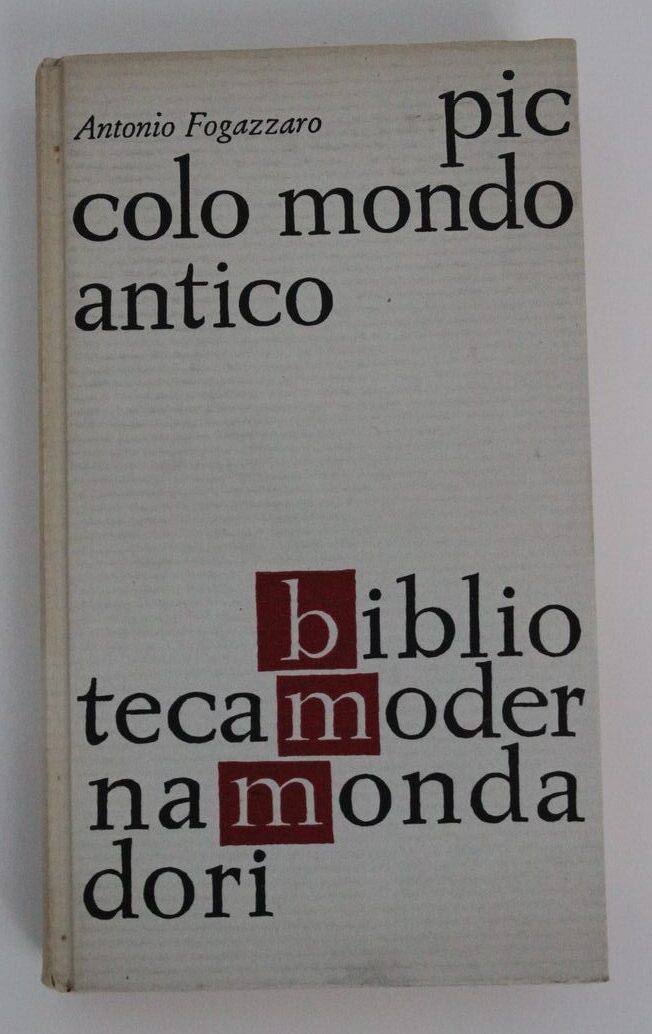 Antonio Fogazzaro pic
colo mondo
antico
biblio
tecamoder
namonda
dori